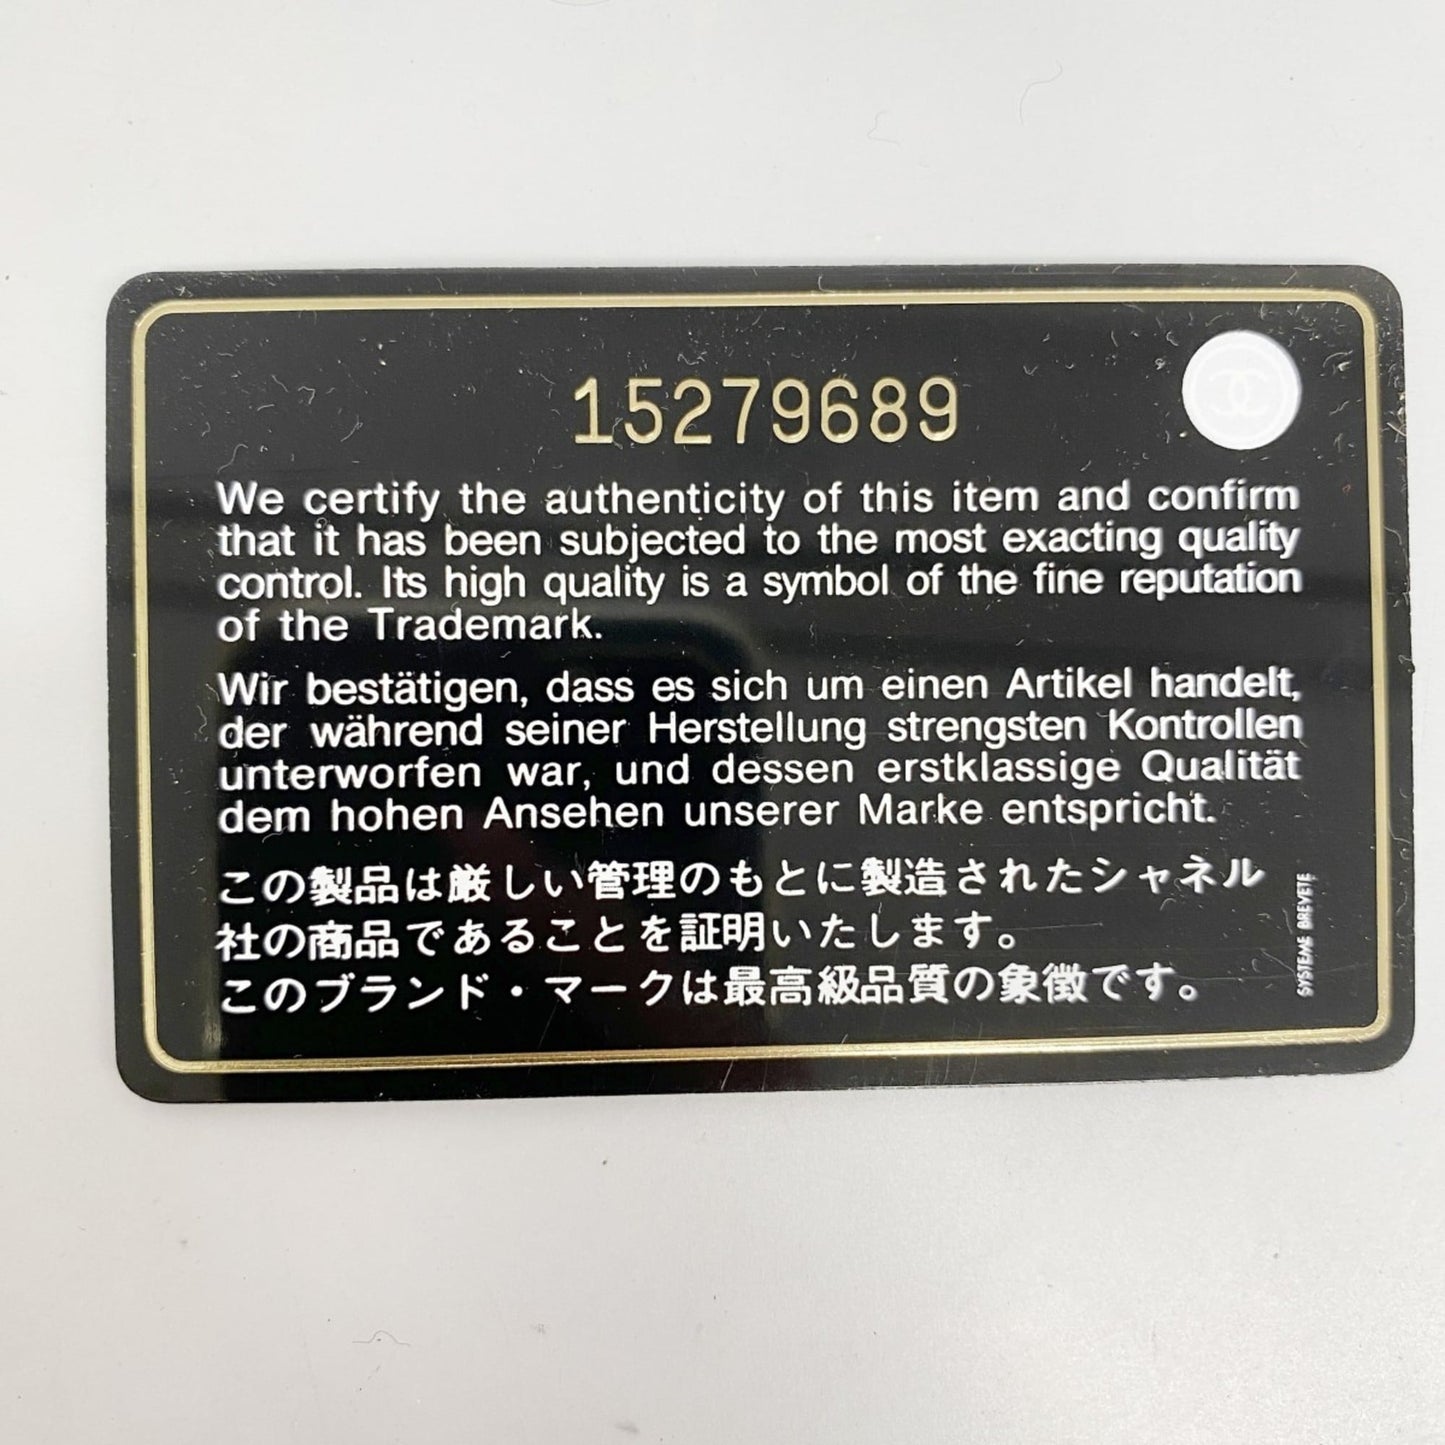 15279689
We certify the authenticity of this item and confirm
that it has been subjected to the most exacting quality
control. Its high quality is a symbol of the fine reputation
of the Trademark.
Wir bestätigen, dass es sich um einen Artikel handelt,
der während seiner Herstellung strengsten Kontrollen
unterworfen war, und dessen erstklassige Qualität
dem hohen Ansehen unserer Marke entspricht.
この製品は厳しい管理のもとに製造されたシャネル
社の商品であることを証明いたします。
このブランド・マークは最高級品質の象徴です。
SYSTEME BREVETE